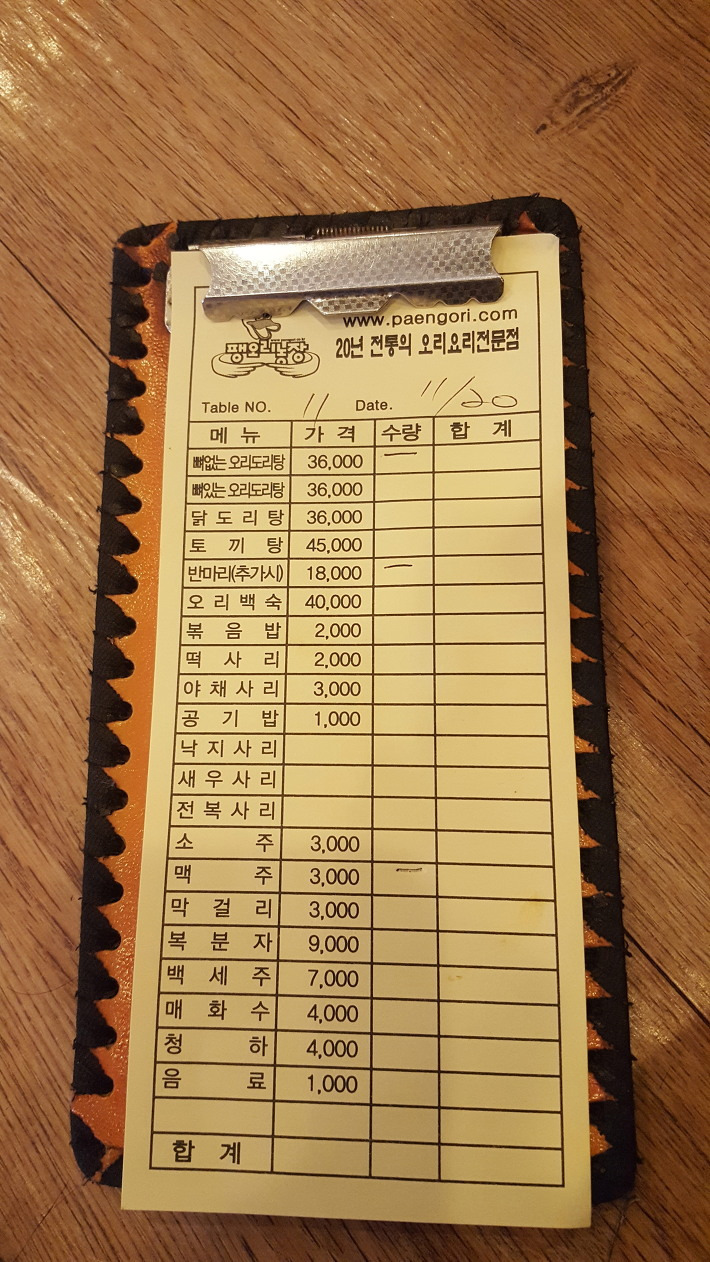 www.paengori.com
팽오리농장
20년 전통의 오리요리전문점
Table NO. 11 Date. 11/20
메 뉴 가 격 수량 합 계
뼈없는 오리도리탕 36,000 一
뼈있는 오리도리탕 36,000
닭도리탕 36,000
토 끼 탕 45,000
반마리(추가시) 18,000 一
오리백숙 40,000
볶 음 밥 2,000
떡 사 리 2,000
야채사리 3,000
공 기 밥 1,000
낙지사리
새우사리
전복사리
소 주 3,000
맥 주 3,000 一
막 걸 리 3,000
복 분 자 9,000
백 세 주 7,000
매 화 수 4,000
청 하 4,000
음 료 1,000
합 계